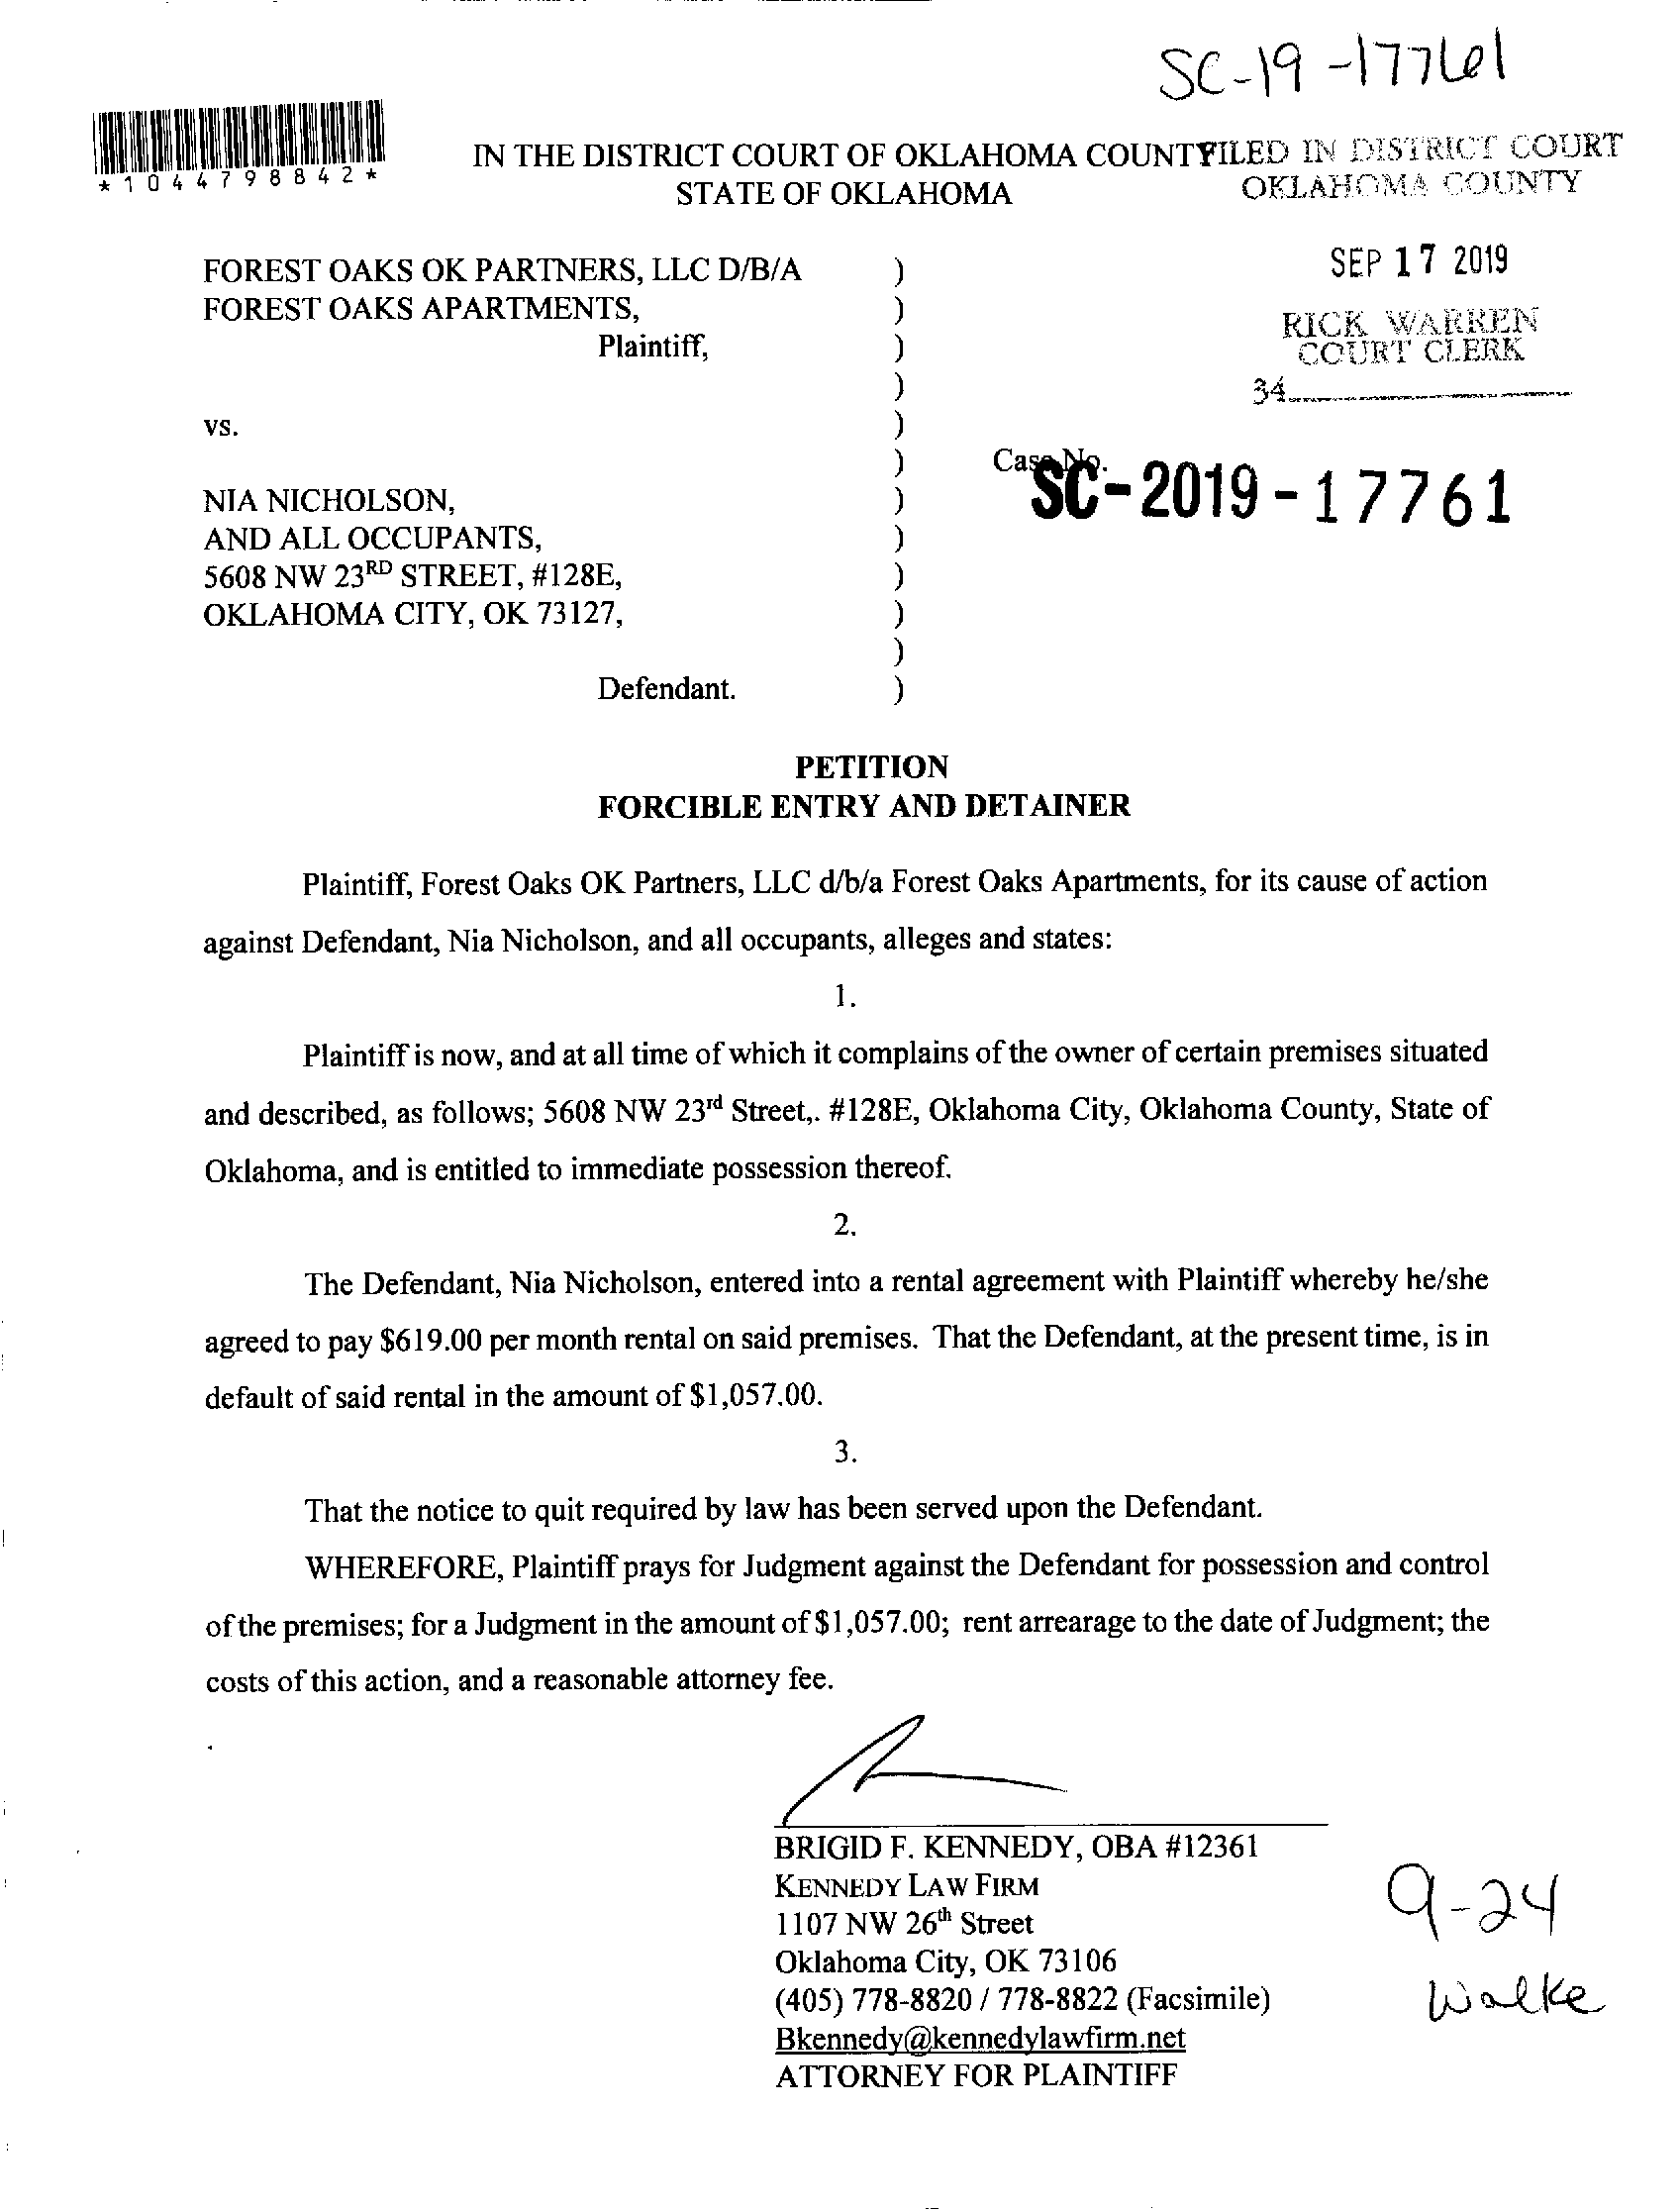 SC-19-17761
*1044798842*
IN THE DISTRICT COURT OF OKLAHOMA COUNTY
STATE OF OKLAHOMA
FILED IN DISTRICT COURT
OKLAHOMA COUNTY
SEP 17 2019
RICK WARREN
COURT CLERK
34
FOREST OAKS OK PARTNERS, LLC D/B/A )
FOREST OAKS APARTMENTS, )
Plaintiff, )
)
vs. )
) Case No. SC-2019-17761
NIA NICHOLSON, )
AND ALL OCCUPANTS, )
5608 NW 23RD STREET, #128E, )
OKLAHOMA CITY, OK 73127, )
)
Defendant. )
PETITION
FORCIBLE ENTRY AND DETAINER
Plaintiff, Forest Oaks OK Partners, LLC d/b/a Forest Oaks Apartments, for its cause of action
against Defendant, Nia Nicholson, and all occupants, alleges and states:
1.
Plaintiff is now, and at all time of which it complains of the owner of certain premises situated
and described, as follows; 5608 NW 23rd Street,. #128E, Oklahoma City, Oklahoma County, State of
Oklahoma, and is entitled to immediate possession thereof.
2.
The Defendant, Nia Nicholson, entered into a rental agreement with Plaintiff whereby he/she
agreed to pay $619.00 per month rental on said premises. That the Defendant, at the present time, is in
default of said rental in the amount of $1,057.00.
3.
That the notice to quit required by law has been served upon the Defendant.
WHEREFORE, Plaintiff prays for Judgment against the Defendant for possession and control
of the premises; for a Judgment in the amount of $1,057.00; rent arrearage to the date of Judgment; the
costs of this action, and a reasonable attorney fee.
BRIGID F. KENNEDY, OBA #12361
KENNEDY LAW FIRM
1107 NW 26th Street
Oklahoma City, OK 73106
(405) 778-8820 / 778-8822 (Facsimile)
Bkennedy@kennedylawfirm.net
ATTORNEY FOR PLAINTIFF
9-24
Walke